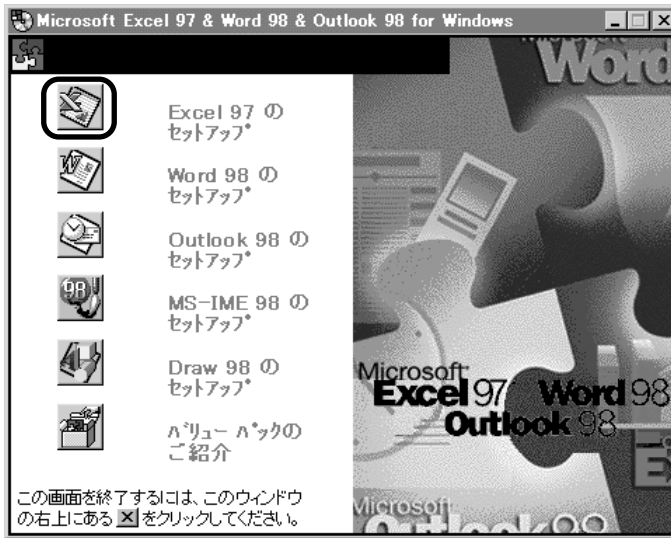 Microsoft Excel 97 & Word 98 & Outlook 98 for Windows
Word
Excel 97 の
セットアップ
Word 98 の
セットアップ
Outlook 98 の
セットアップ
MS-IME 98 の
セットアップ
Draw 98 の
セットアップ
バリュー パックの
ご紹介
Microsoft
Excel 97 Word 98
Outlook 98
この画面を終了するには、このウィンドウ
の右上にある × をクリックしてください。
Microsoft
Outlook 98